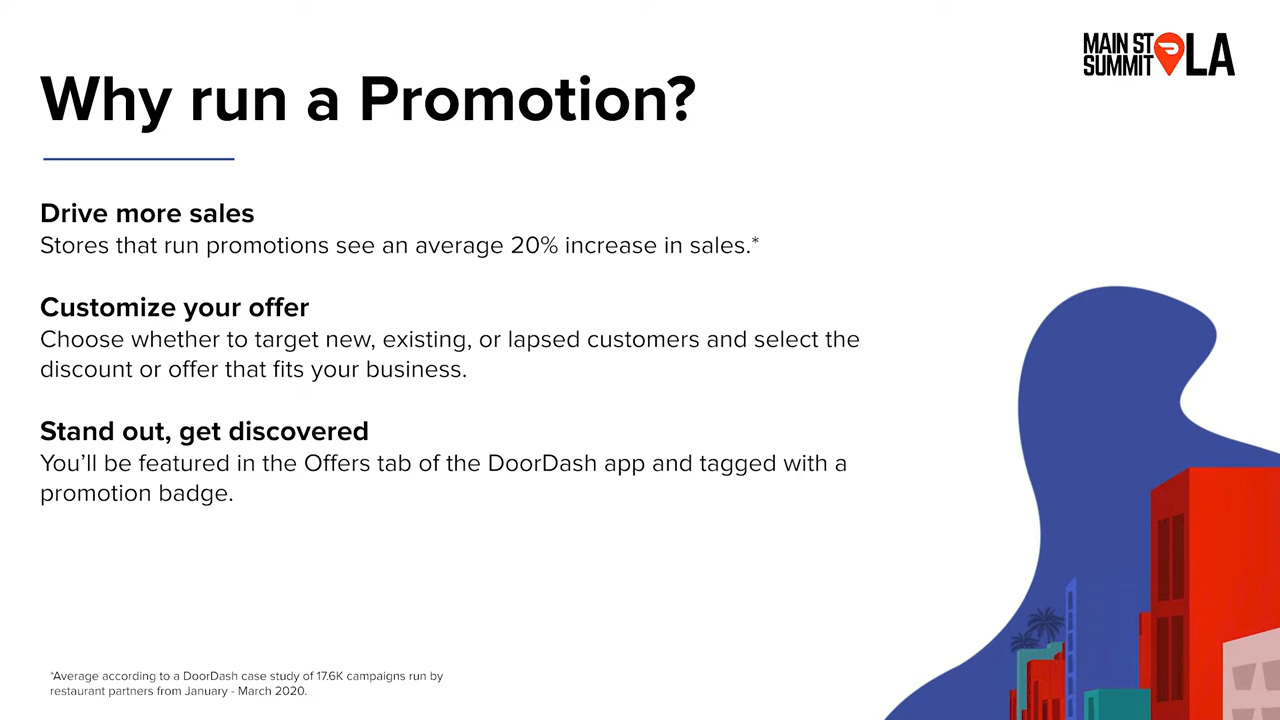 MAIN ST
SUMMIT
LA
Why run a Promotion?
Drive more sales
Stores that run promotions see an average 20% increase in sales.*
Customize your offer
Choose whether to target new, existing, or lapsed customers and select the
discount or offer that fits your business.
Stand out, get discovered
You’ll be featured in the Offers tab of the DoorDash app and tagged with a
promotion badge.
*Average according to a DoorDash case study of 17.6K campaigns run by
restaurant partners from January - March 2020.